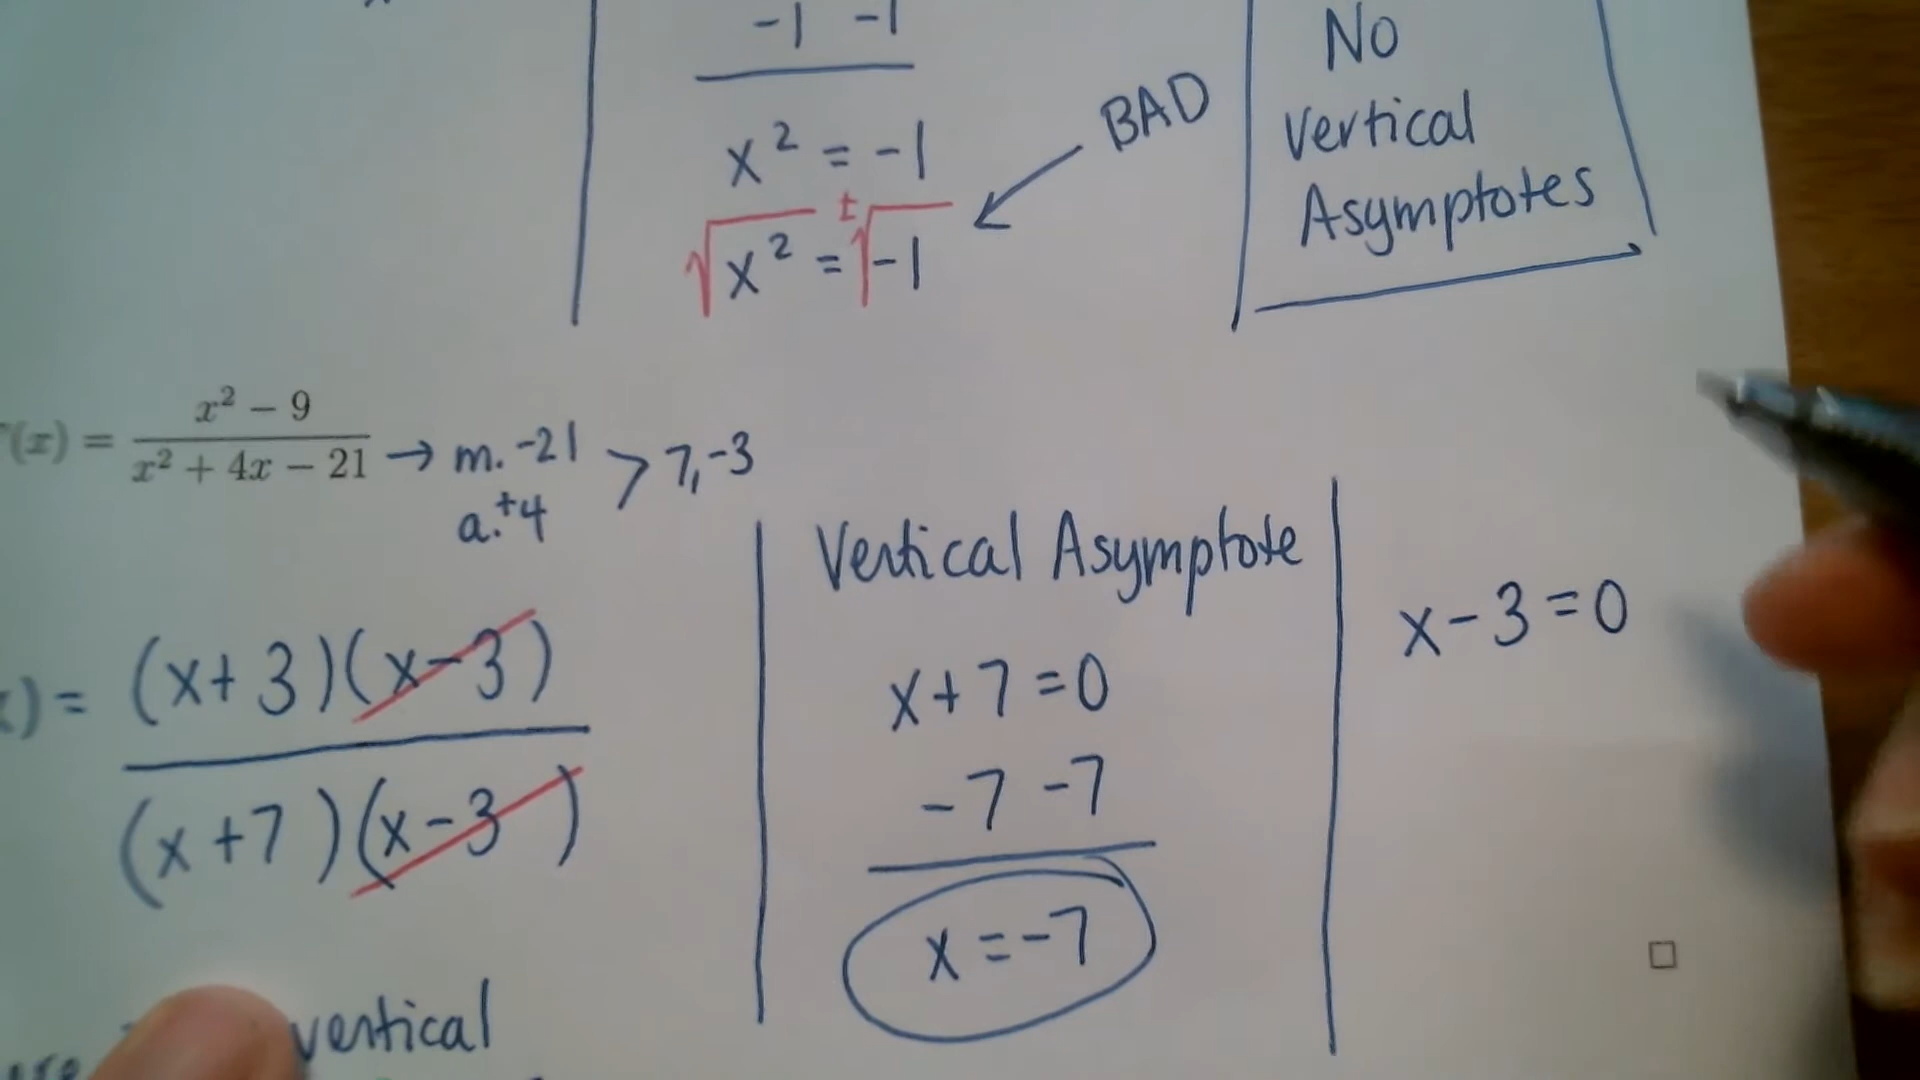 -1 -1
x² = -1
√x² = ±√-1
BAD
No
Vertical
Asymptotes
(x) = x² − 9 / x² + 4x − 21 → m. -21 > 7, -3
a. +4
) = (x+3)(x-3) / (x+7)(x-3)
vertical
Vertical Asymptote
x+7=0
-7 -7
x=-7
x-3=0